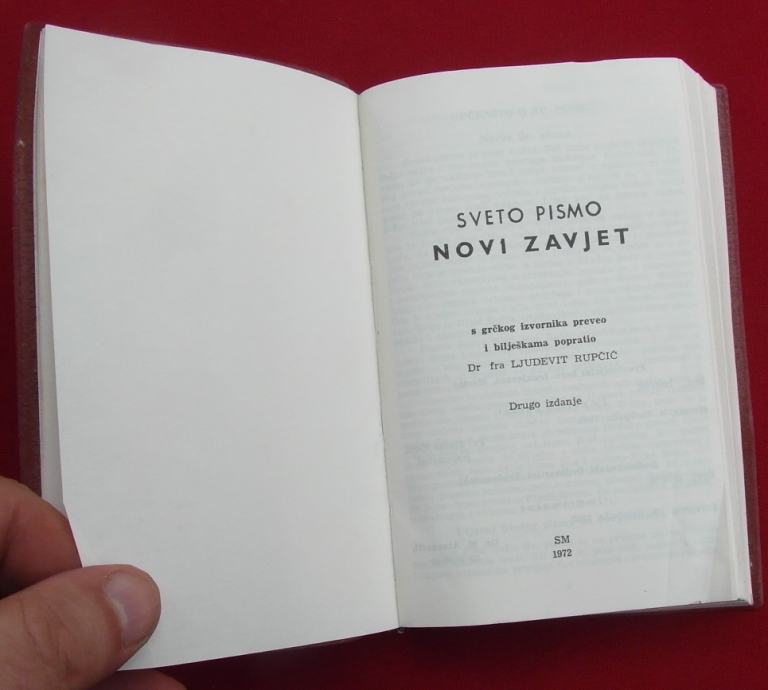 SVETO PISMO
NOVI ZAVJET
s grčkog izvornika preveo
i bilješkama popratio
Dr fra LJUDEVIT RUPČIĆ
Drugo izdanje
SM
1972